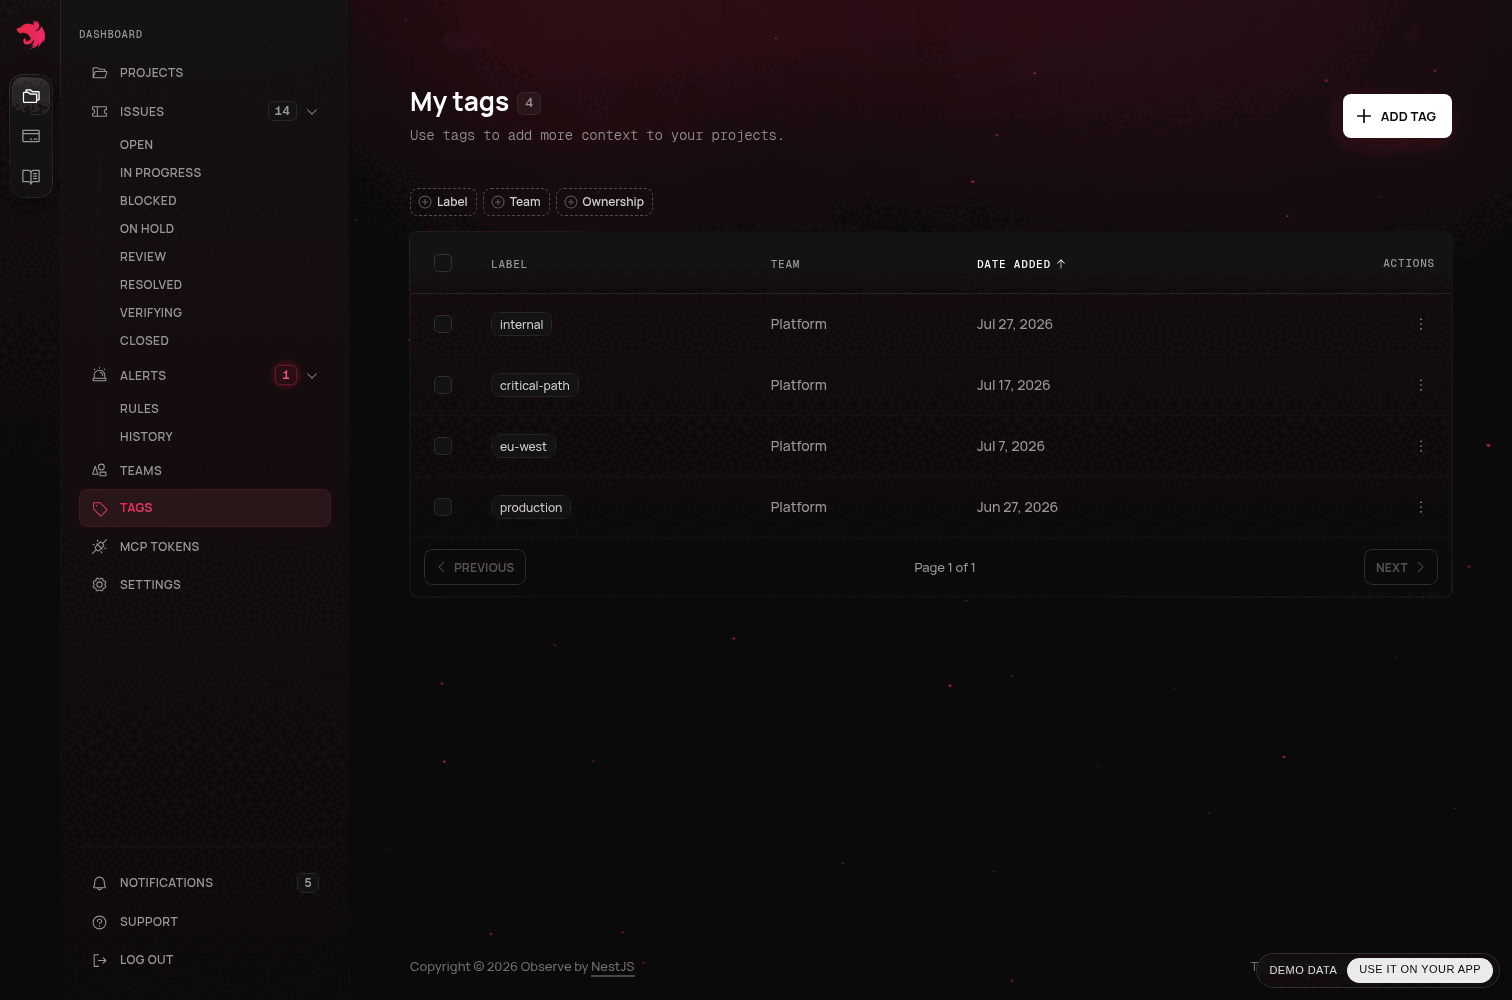 DASHBOARD
PROJECTS
ISSUES 14
OPEN
IN PROGRESS
BLOCKED
ON HOLD
REVIEW
RESOLVED
VERIFYING
CLOSED
ALERTS 1
RULES
HISTORY
TEAMS
TAGS
MCP TOKENS
SETTINGS
NOTIFICATIONS 5
SUPPORT
LOG OUT
My tags 4
Use tags to add more context to your projects.
ADD TAG
Label Team Ownership
LABEL TEAM DATE ADDED ACTIONS
internal Platform Jul 27, 2026
critical-path Platform Jul 17, 2026
eu-west Platform Jul 7, 2026
production Platform Jun 27, 2026
PREVIOUS Page 1 of 1 NEXT
Copyright © 2026 Observe by NestJS
DEMO DATA USE IT ON YOUR APP